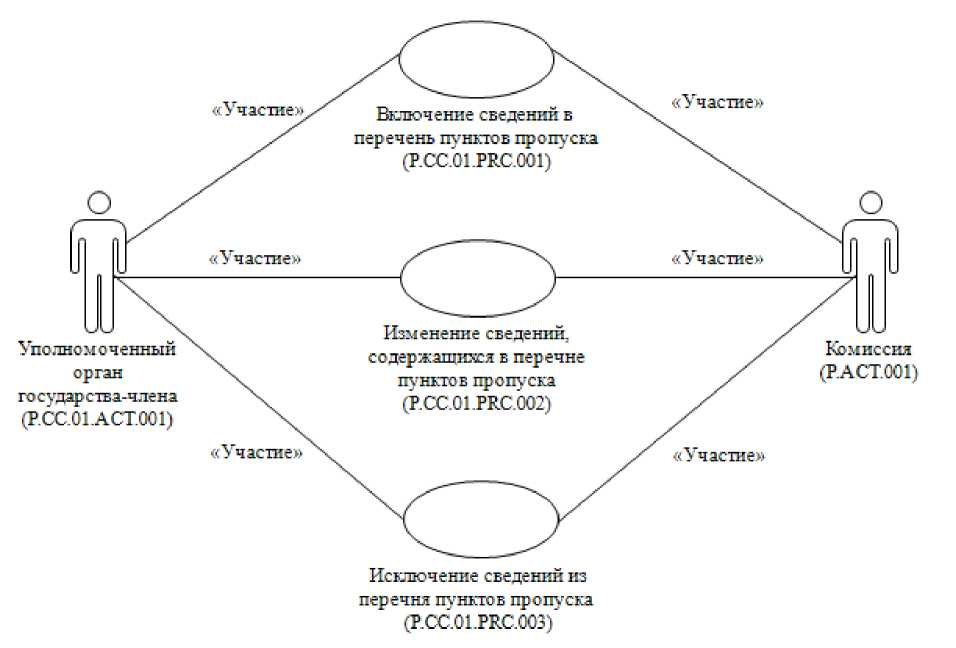 «Участие»
«Участие»
Включение сведений в
перечень пунктов пропуска
(P.CC.01.PRC.001)
«Участие»
«Участие»
Изменение сведений,
содержащихся в перечне
пунктов пропуска
(P.CC.01.PRC.002)
Уполномоченный
орган
государства-члена
(P.CC.01.ACT.001)
Комиссия
(P.ACT.001)
«Участие»
«Участие»
Исключение сведений из
перечня пунктов пропуска
(P.CC.01.PRC.003)